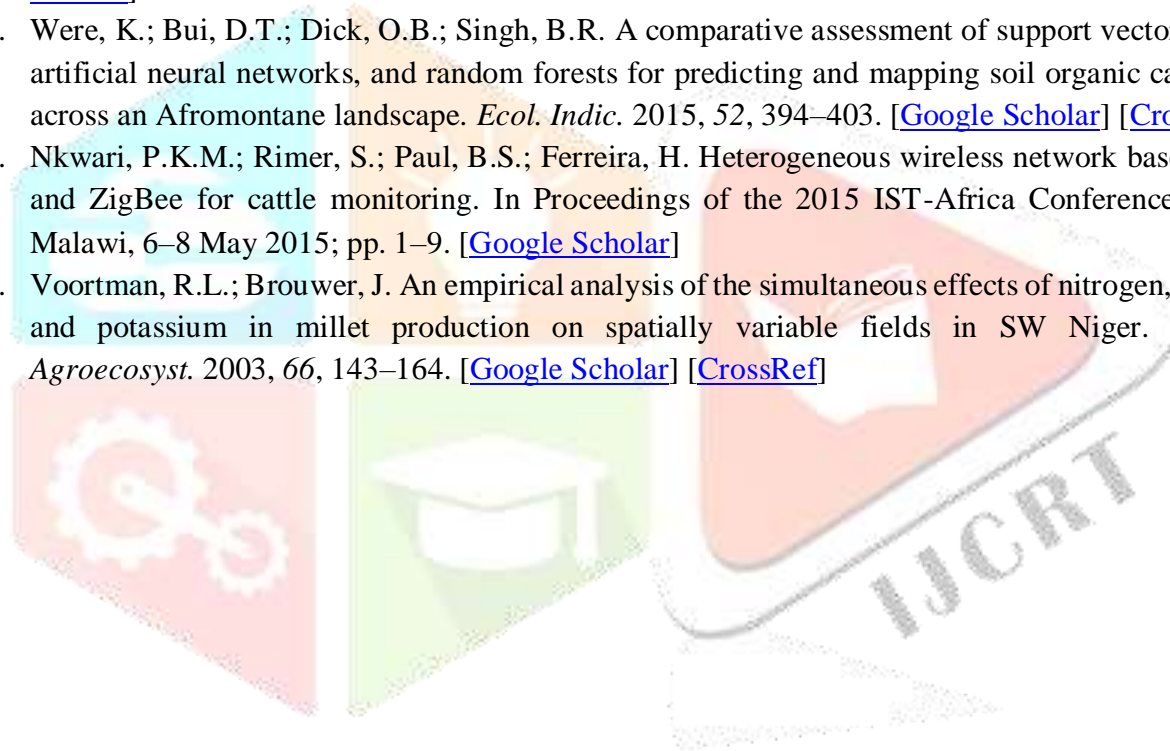 . Were, K.; Bui, D.T.; Dick, O.B.; Singh, B.R. A comparative assessment of support vector
artificial neural networks, and random forests for predicting and mapping soil organic ca
across an Afromontane landscape. Ecol. Indic. 2015, 52, 394–403. [Google Scholar] [Cro
. Nkwari, P.K.M.; Rimer, S.; Paul, B.S.; Ferreira, H. Heterogeneous wireless network base
and ZigBee for cattle monitoring. In Proceedings of the 2015 IST-Africa Conference
Malawi, 6–8 May 2015; pp. 1–9. [Google Scholar]
. Voortman, R.L.; Brouwer, J. An empirical analysis of the simultaneous effects of nitrogen,
and potassium in millet production on spatially variable fields in SW Niger.
Agroecosyst. 2003, 66, 143–164. [Google Scholar] [CrossRef]
IJCRT